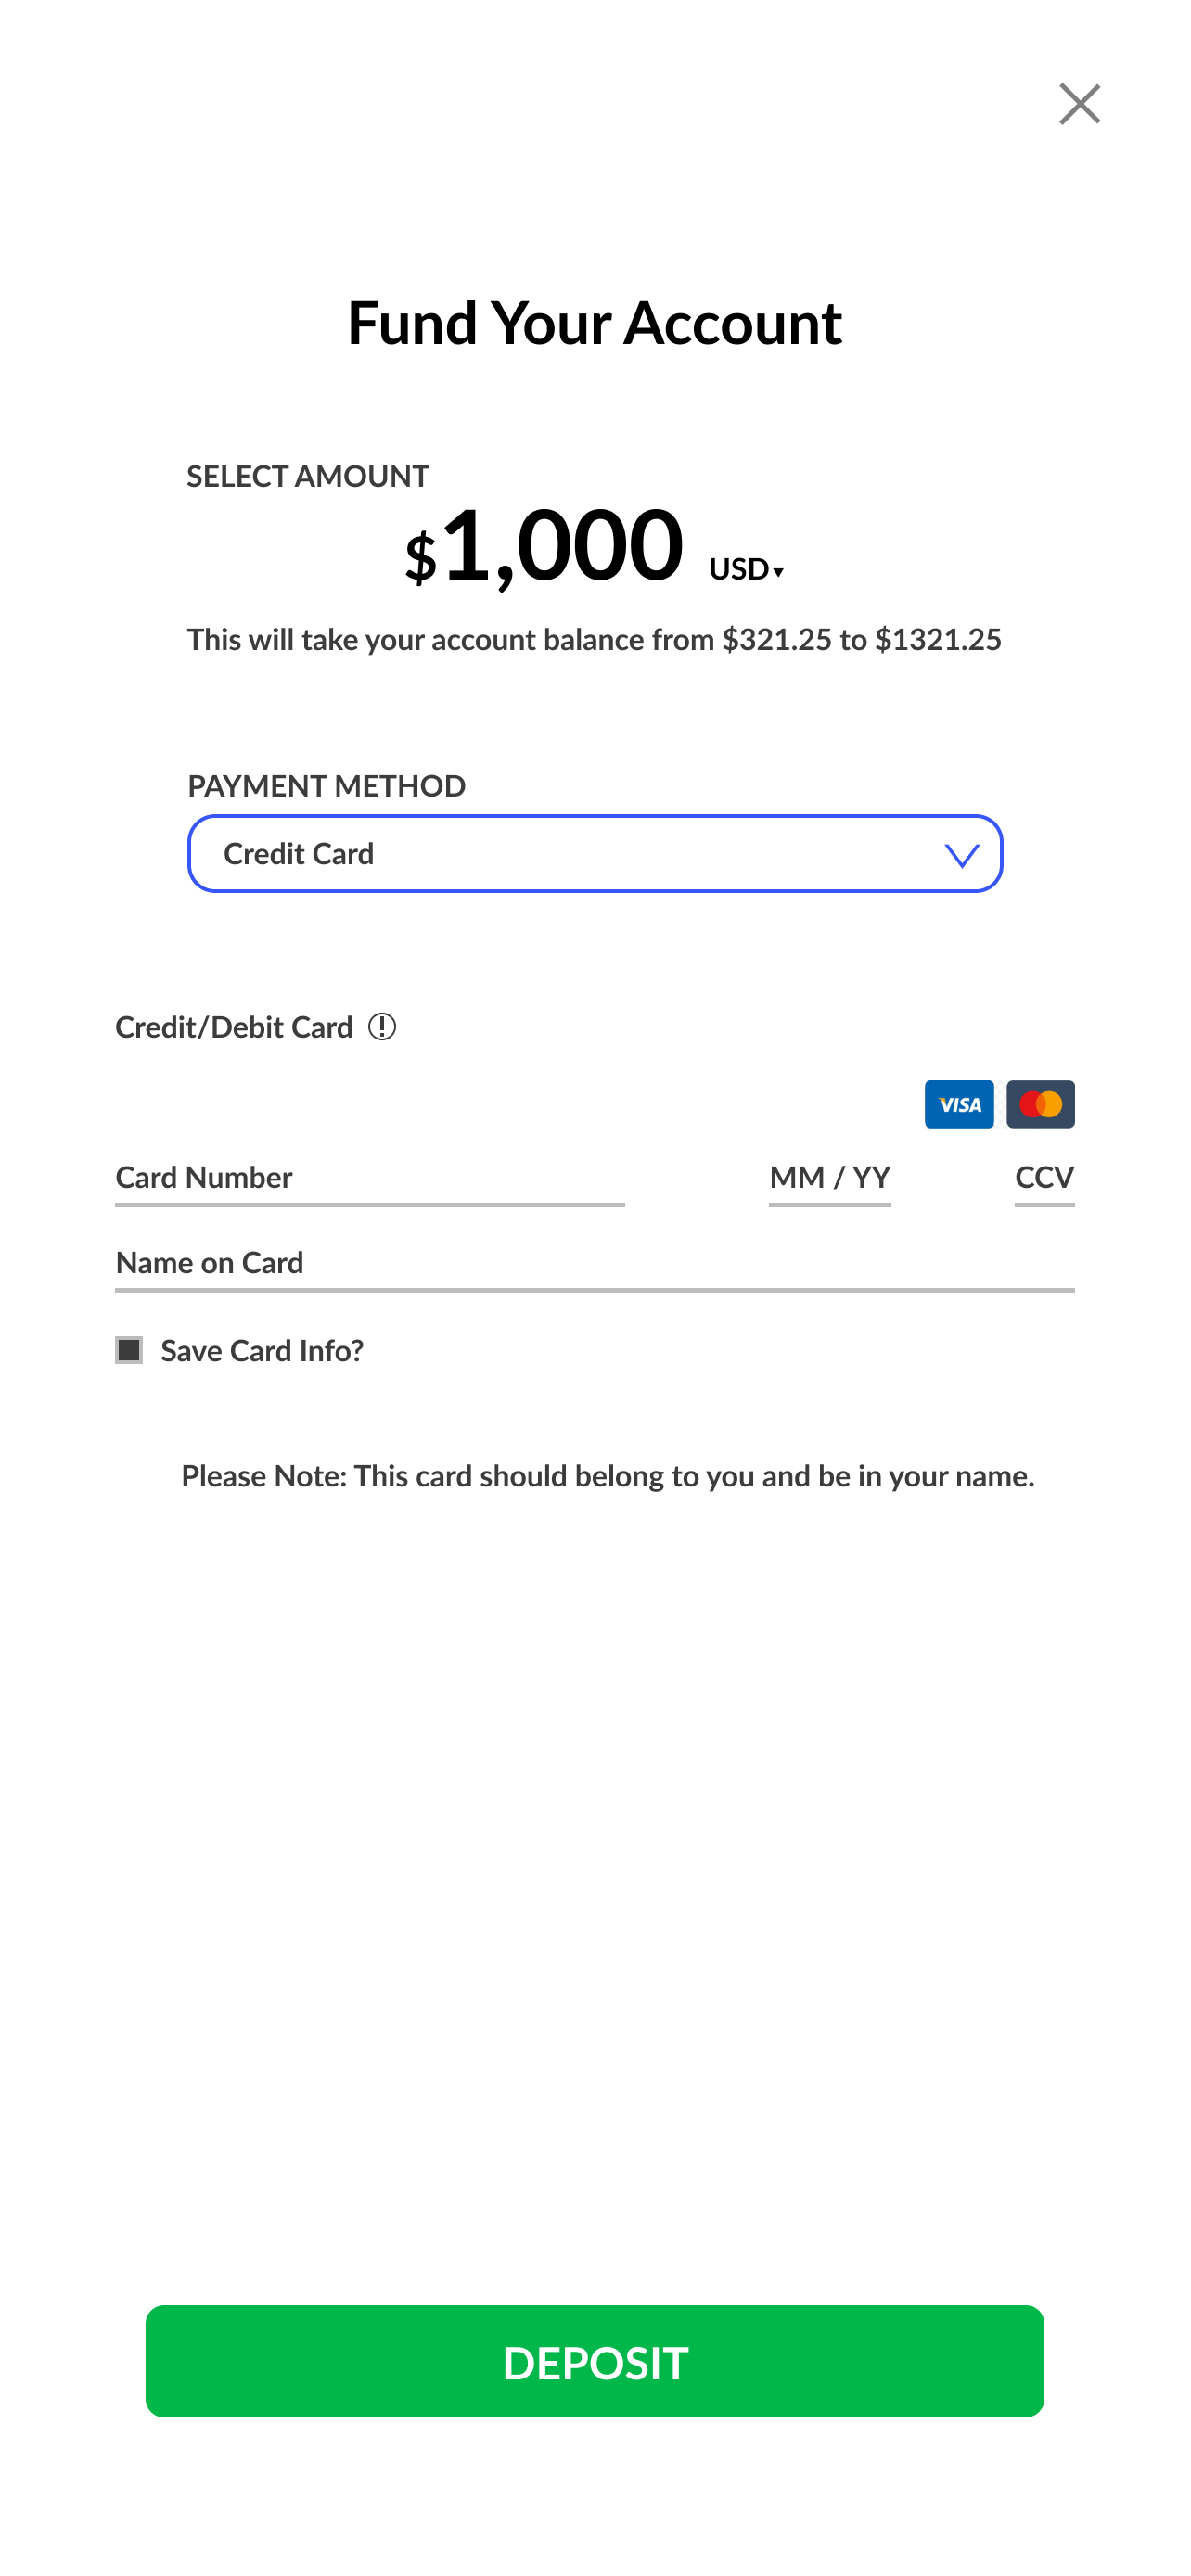 Fund Your Account
SELECT AMOUNT
$1,000 USD▾
This will take your account balance from $321.25 to $1321.25
PAYMENT METHOD
Credit Card
Credit/Debit Card
VISA
Card Number MM / YY CCV
Name on Card
Save Card Info?
Please Note: This card should belong to you and be in your name.
DEPOSIT